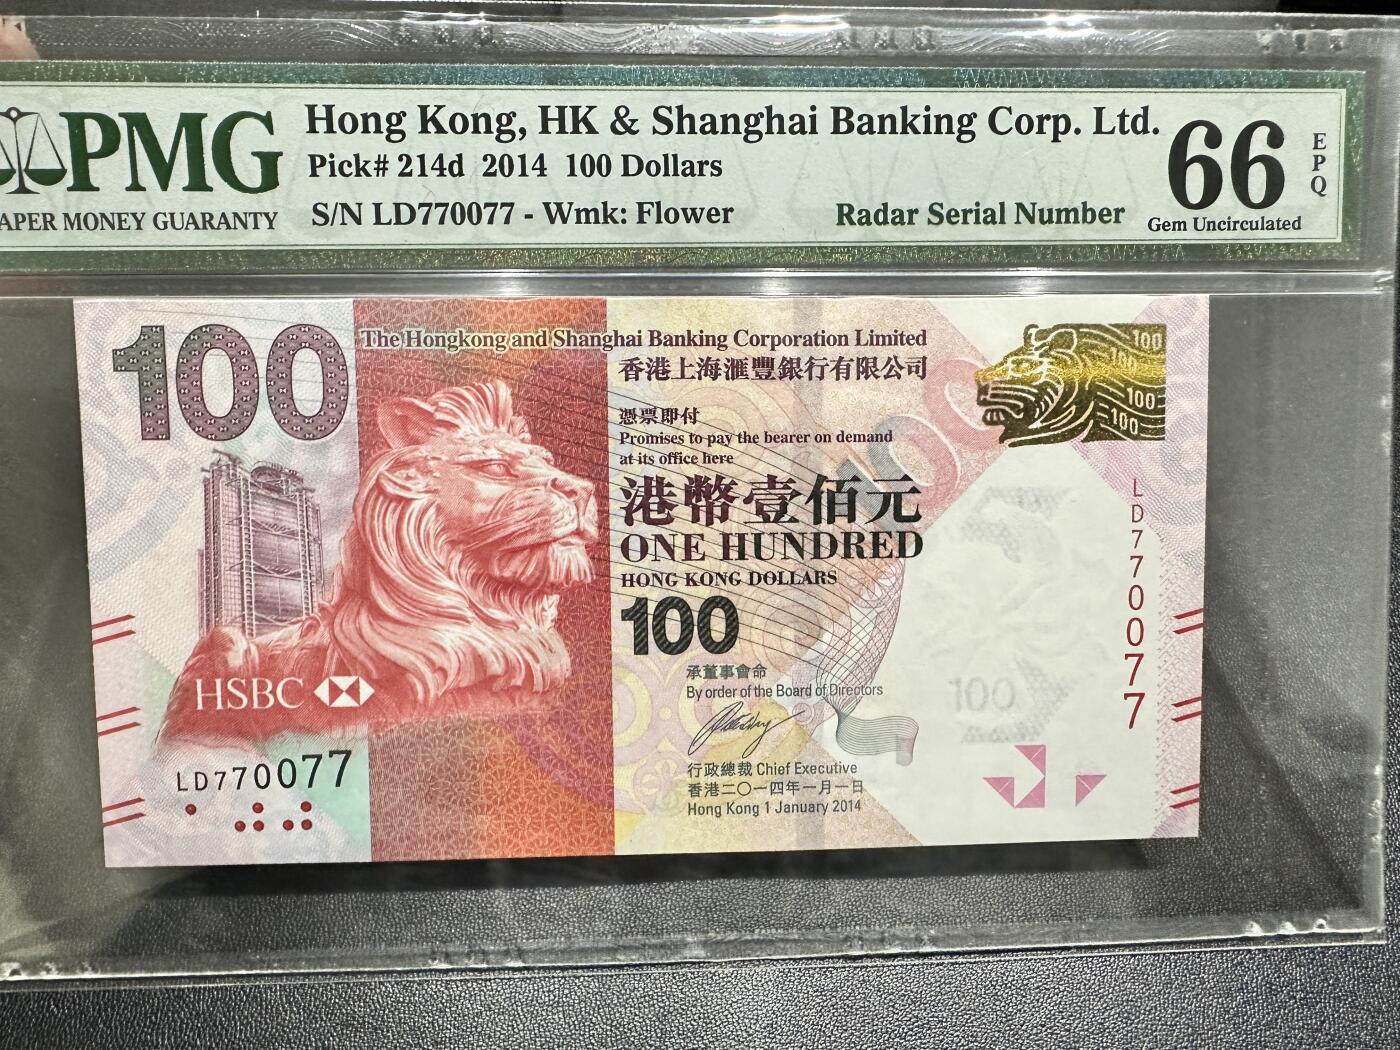 PMG
APER MONEY GUARANTY
Hong Kong, HK & Shanghai Banking Corp. Ltd.
Pick# 214d 2014 100 Dollars
S/N LD770077 - Wmk: Flower
Radar Serial Number
66
EPQ
Gem Uncirculated
100
The Hongkong and Shanghai Banking Corporation Limited
香港上海滙豐銀行有限公司
憑票即付
Promises to pay the bearer on demand
at its office here
港幣壹佰元
ONE HUNDRED
HONG KONG DOLLARS
100
承董事會命
By order of the Board of Directors
行政總裁 Chief Executive
香港二〇一四年一月一日
Hong Kong 1 January 2014
HSBC
LD770077
100
100
100
100
100
LD770077
100